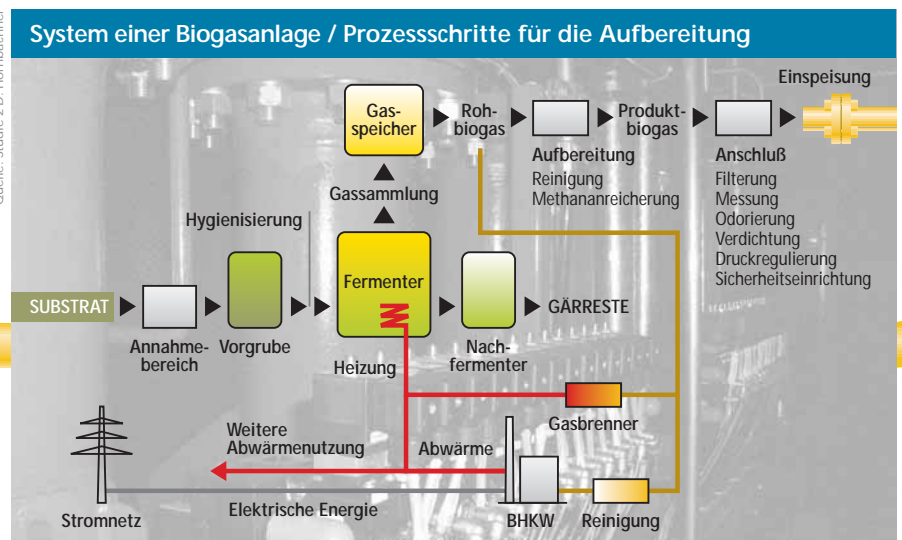 System einer Biogasanlage / Prozessschritte für die Aufbereitung
Einspeisung
Gas-
speicher
Roh-
biogas
Produkt-
biogas
Aufbereitung
Reinigung
Methananreicherung
Anschluß
Filterung
Messung
Odorierung
Verdichtung
Druckregulierung
Sicherheitseinrichtung
Gassammlung
Hygienisierung
Fermenter
SUBSTRAT
GÄRRESTE
Annahme-
bereich
Vorgrube
Heizung
Nach-
fermenter
Gasbrenner
Weitere
Abwärmenutzung
Abwärme
Elektrische Energie
Stromnetz
BHKW
Reinigung